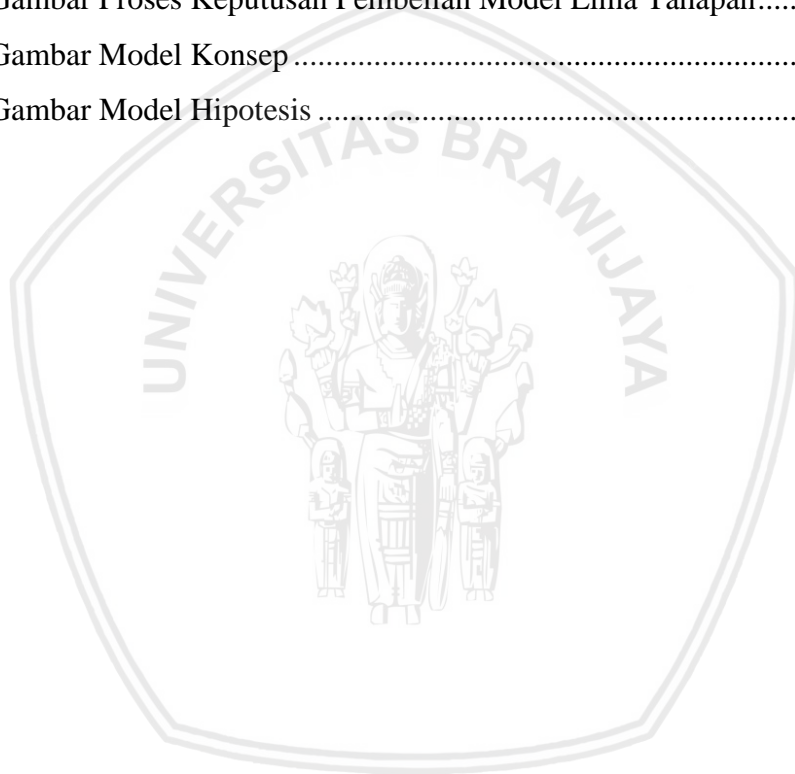 Gambar Proses Keputusan Pembelian Model Lima Tahapan.....
Gambar Model Konsep................................................................
Gambar Model Hipotesis.............................................................
UNIVERSITAS BRAWIJAYA